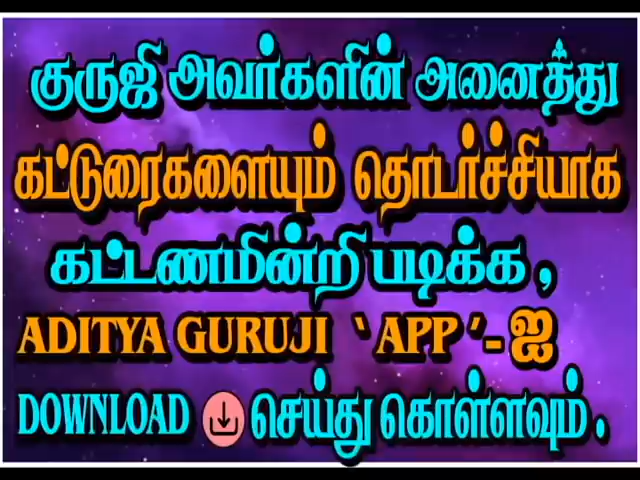 குருஜி அவர்களின் அனைத்து
கட்டுரைகளையும் தொடர்ச்சியாக
கட்டணமின்றி படிக்க ,
ADITYA GURUJI ‵ APP ′ - ஐ
DOWNLOAD செய்து கொள்ளவும் .